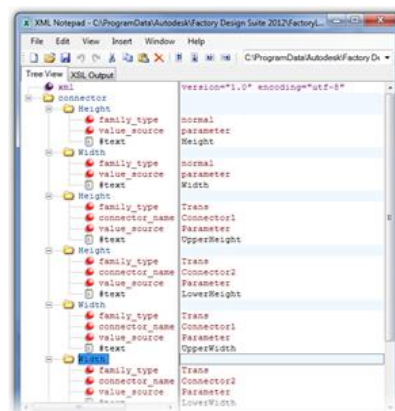 XML Notepad - C:\ProgramData\Autodesk\Factory Design Suite 2012\FactoryL...
File Edit View Insert Window Help
C:\ProgramData\Autodesk\Factory De
Tree View XSL Output
xml version="1.0" encoding="utf-8"
connector
Height
family_type normal
value_source parameter
#text Height
Width
family_type normal
value_source parameter
#text Width
Height
family_type Trans
connector_name Connector1
value_source Parameter
#text UpperHeight
Height
family_type Trans
connector_name Connector2
value_source Parameter
#text LowerHeight
Width
family_type Trans
connector_name Connector1
value_source Parameter
#text UpperWidth
Width
family_type Trans
connector_name Connector2
value_source Parameter
#text LowerWidth